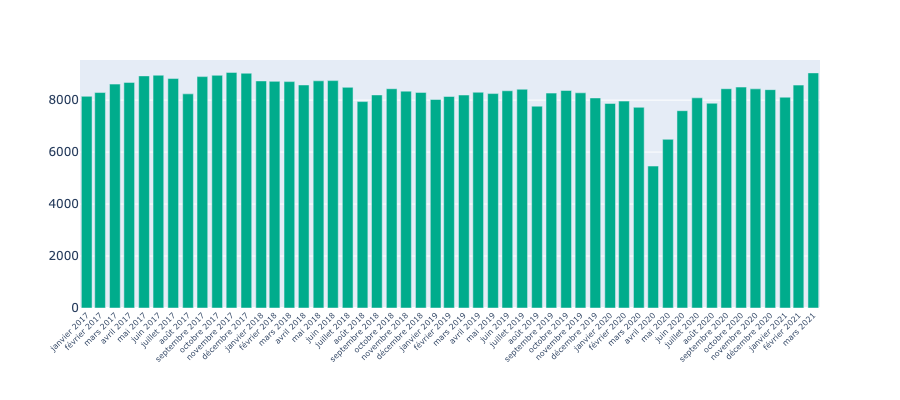 8000
6000
4000
2000
0
janvier 2017
février 2017
mars 2017
avril 2017
mai 2017
juin 2017
juillet 2017
août 2017
septembre 2017
octobre 2017
novembre 2017
décembre 2017
janvier 2018
février 2018
mars 2018
avril 2018
mai 2018
juin 2018
juillet 2018
août 2018
septembre 2018
octobre 2018
novembre 2018
décembre 2018
janvier 2019
février 2019
mars 2019
avril 2019
mai 2019
juin 2019
juillet 2019
août 2019
septembre 2019
octobre 2019
novembre 2019
décembre 2019
janvier 2020
février 2020
mars 2020
avril 2020
mai 2020
juin 2020
juillet 2020
août 2020
septembre 2020
octobre 2020
novembre 2020
décembre 2020
janvier 2021
février 2021
mars 2021